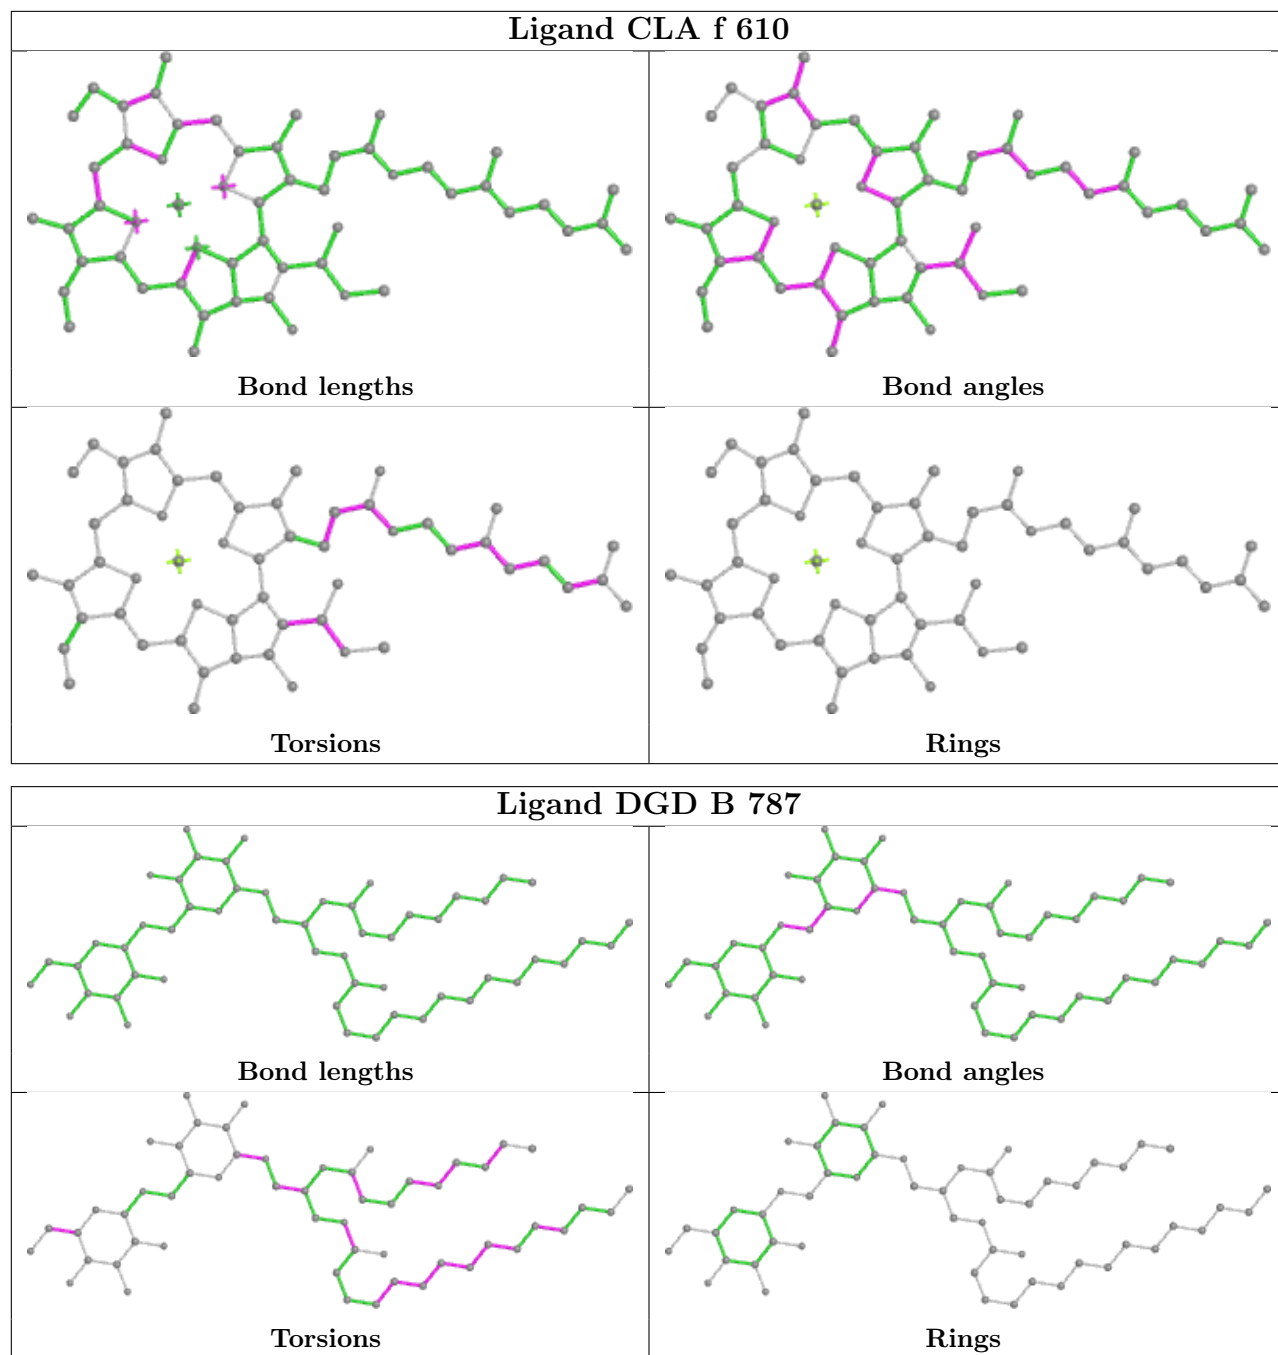 Ligand CLA f 610
Bond lengths
Bond angles
Torsions
Rings
Ligand DGD B 787
Bond lengths
Bond angles
Torsions
Rings